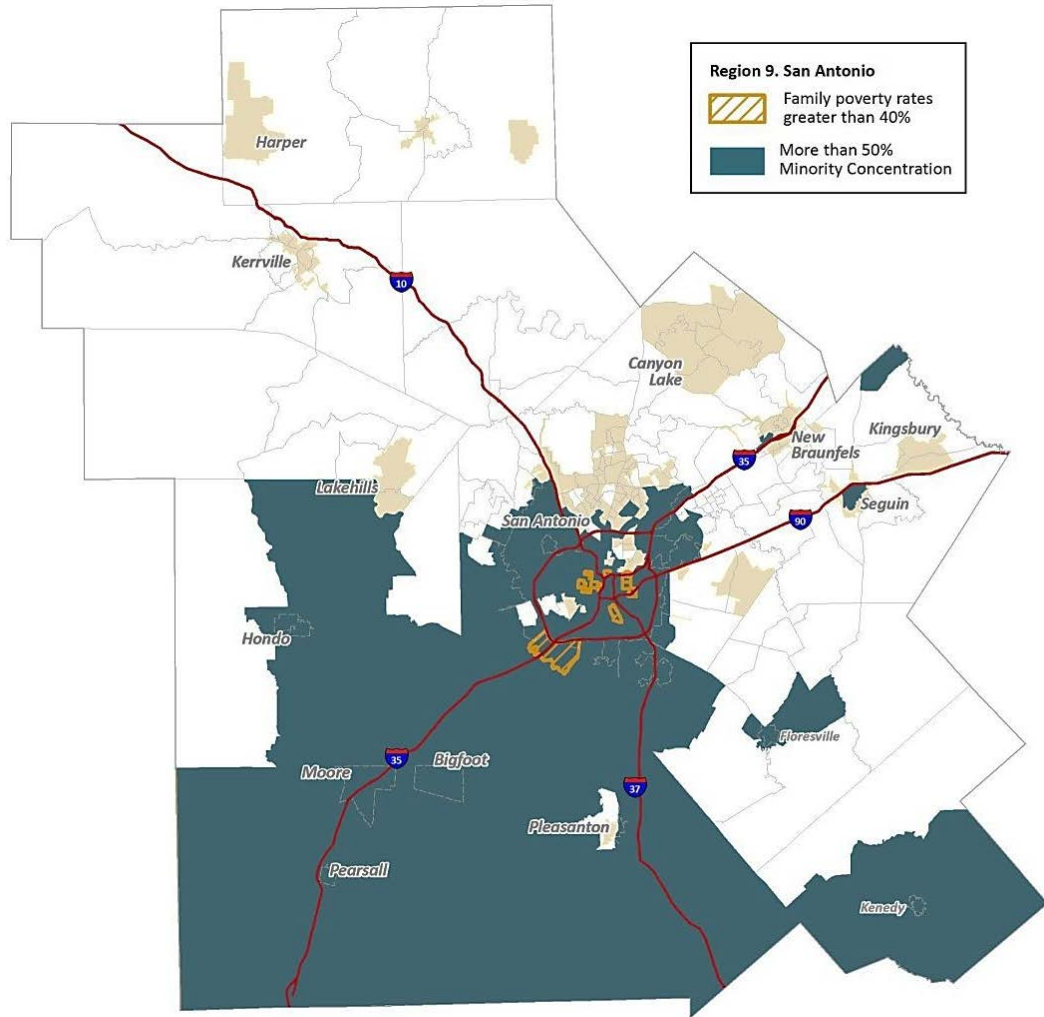 Region 9. San Antonio
Family poverty rates
greater than 40%
More than 50%
Minority Concentration
Harper
Kerrville
10
Canyon
Lake
New
Braunfels
Kingsbury
35
Lakehills
San Antonio
90
Seguin
Hondo
Floresville
Moore
35
Bigfoot
37
Pleasanton
Pearsall
Kenedy